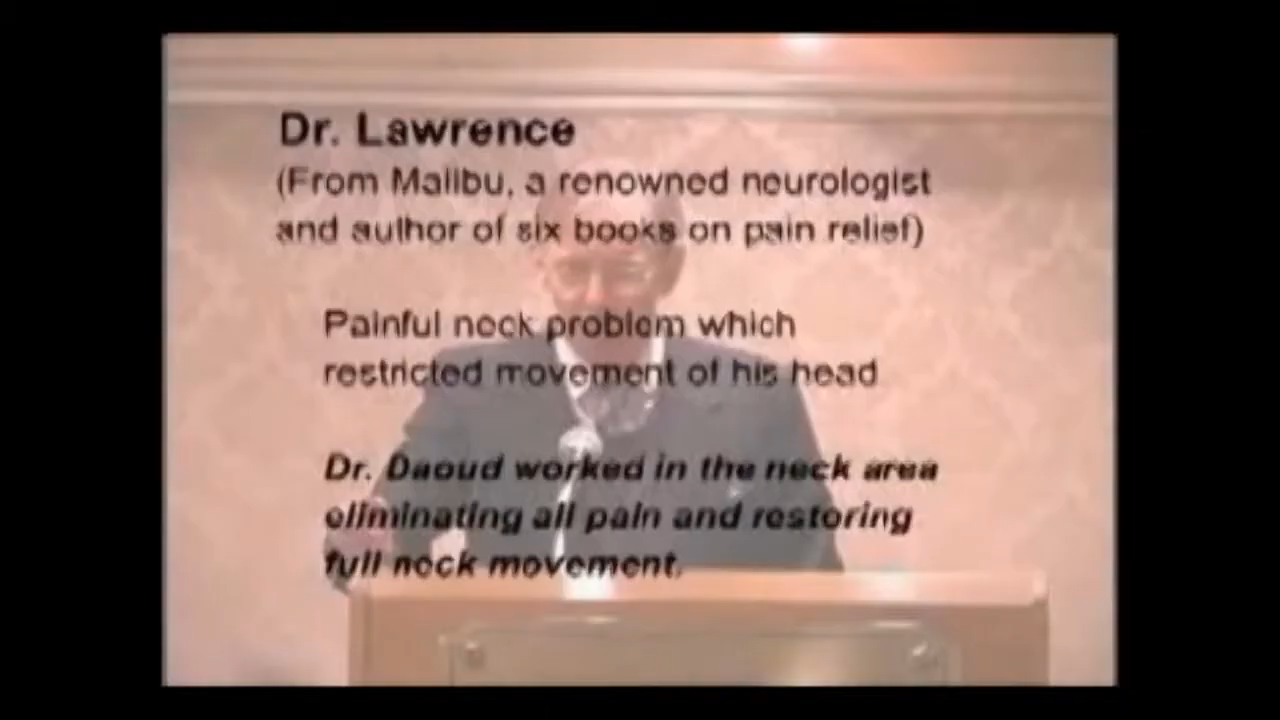 Dr. Lawrence
(From Malibu, a renowned neurologist
and author of six books on pain relief)
Painful neck problem which
restricted movement of his head
Dr. Daoud worked in the neck area
eliminating all pain and restoring
full neck movement.